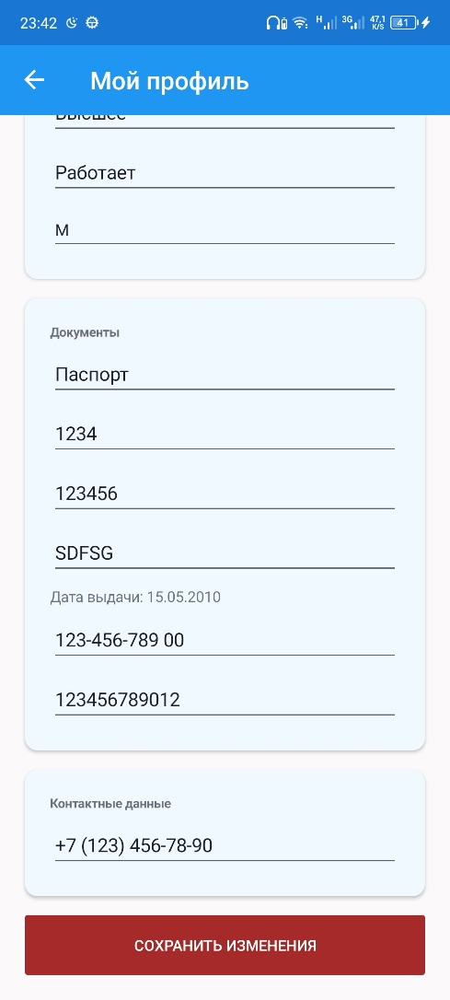 23:42
H 3G 47,1 K/S 41
Мой профиль
Высшее
Работает
М
Документы
Паспорт
1234
123456
SDFSG
Дата выдачи: 15.05.2010
123-456-789 00
123456789012
Контактные данные
+7 (123) 456-78-90
СОХРАНИТЬ ИЗМЕНЕНИЯ